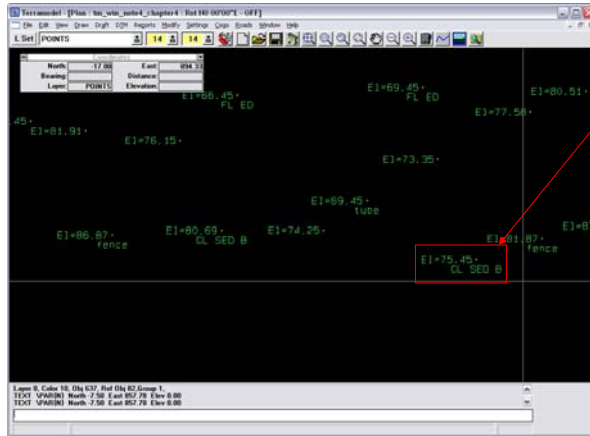 Terramodel - [Plan : tm_win_note4_chapter4 : Rot N0 00'00"E - OFF]
File Edit View Draw Draft DTM Reports Modify Settings Cogo Roads Window Help
L Set POINTS 14 14
Coordinates
North: -17.00 East: 894.33
Bearing: Distance:
Layer: POINTS Elevation:
El=66.45
FL ED
El=69.45
FL ED
El=80.51
El=77.50
45
El=81.91
El=76.15
El=73.35
El=69.45
tube
El=86.87
fence
El=80.69
CL SED B
El=74.25
El=81.87
fence
El=75.45
CL SED B
Layer 0, Color 10, Obj 637, Ref Obj 82,Group 1,
TEXT \PAR(N) North -7.50 East 857.78 Elev 0.00
TEXT \PAR(N) North -7.50 East 857.78 Elev 0.00